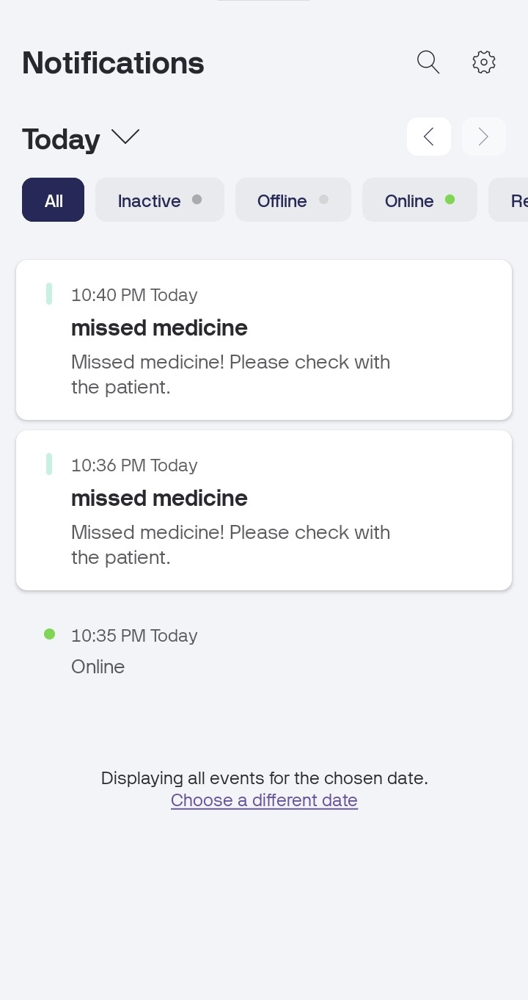 Notifications
Today
All Inactive Offline Online Re
10:40 PM Today
missed medicine
Missed medicine! Please check with
the patient.
10:36 PM Today
missed medicine
Missed medicine! Please check with
the patient.
10:35 PM Today
Online
Displaying all events for the chosen date.
Choose a different date